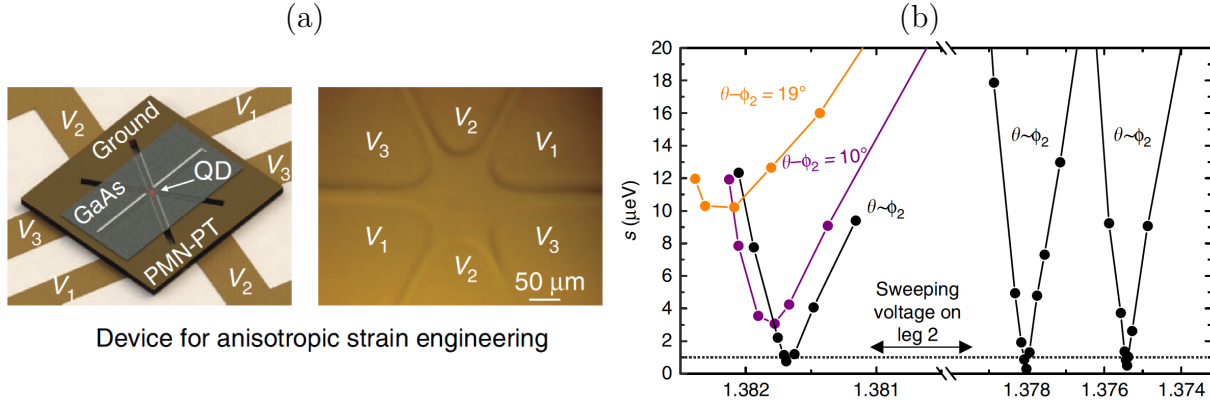 (a)
V₂
Ground
V₁
V₃
QD
GaAs
PMN-PT
V₃
V₁
V₂
V₂
V₃
V₁
V₁
V₃
V₂
50 μm
Device for anisotropic strain engineering
(b)
s (μeV)
20
18
16
14
12
10
8
6
4
2
0
θ–ϕ₂ = 19°
θ–ϕ₂ = 10°
θ~ϕ₂
θ~ϕ₂
θ~ϕ₂
Sweeping
voltage on
leg 2
1.382
1.381
1.378
1.376
1.374